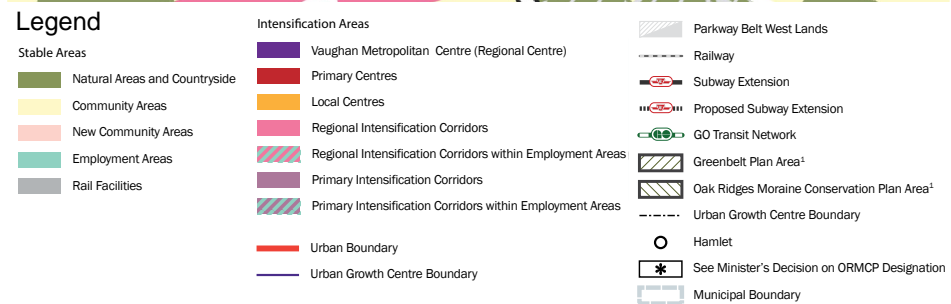 Legend
Stable Areas
Natural Areas and Countryside
Community Areas
New Community Areas
Employment Areas
Rail Facilities
Intensification Areas
Vaughan Metropolitan Centre (Regional Centre)
Primary Centres
Local Centres
Regional Intensification Corridors
Regional Intensification Corridors within Employment Areas
Primary Intensification Corridors
Primary Intensification Corridors within Employment Areas
Urban Boundary
Urban Growth Centre Boundary
Parkway Belt West Lands
Railway
Subway Extension
Proposed Subway Extension
GO Transit Network
Greenbelt Plan Area¹
Oak Ridges Moraine Conservation Plan Area¹
Urban Growth Centre Boundary
Hamlet
See Minister's Decision on ORMCP Designation
Municipal Boundary